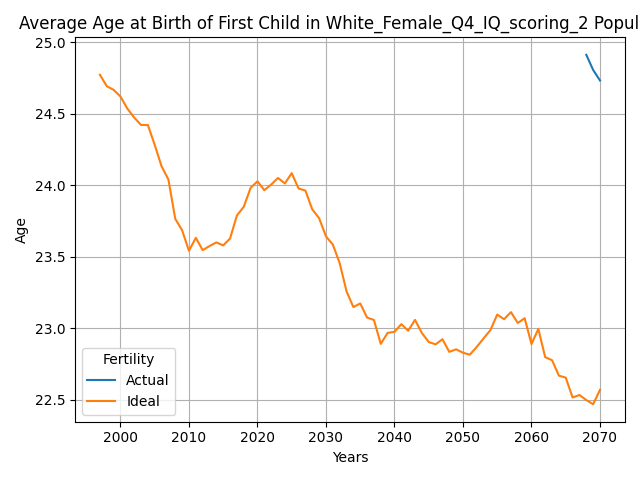 Average Age at Birth of First Child in White_Female_Q4_IQ_scoring_2 Popul
25.0
24.5
24.0
23.5
23.0
22.5
Age
Fertility
Actual
Ideal
2000 2010 2020 2030 2040 2050 2060 2070
Years